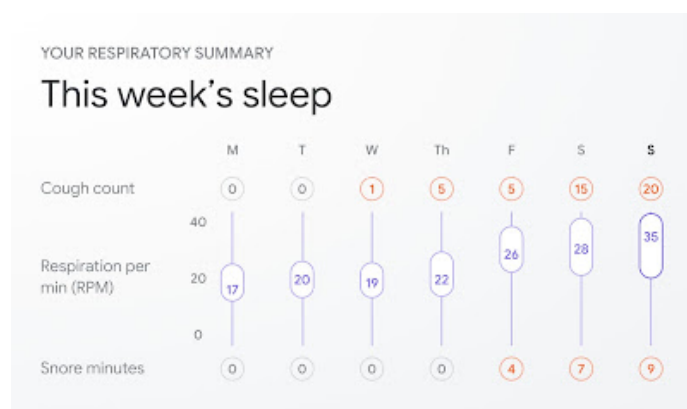 YOUR RESPIRATORY SUMMARY
This week's sleep
M T W Th F S S
Cough count 0 0 1 5 5 15 20
40
Respiration per
min (RPM)
20
17 20 19 22 26 28 35
0
Snore minutes 0 0 0 0 4 7 9